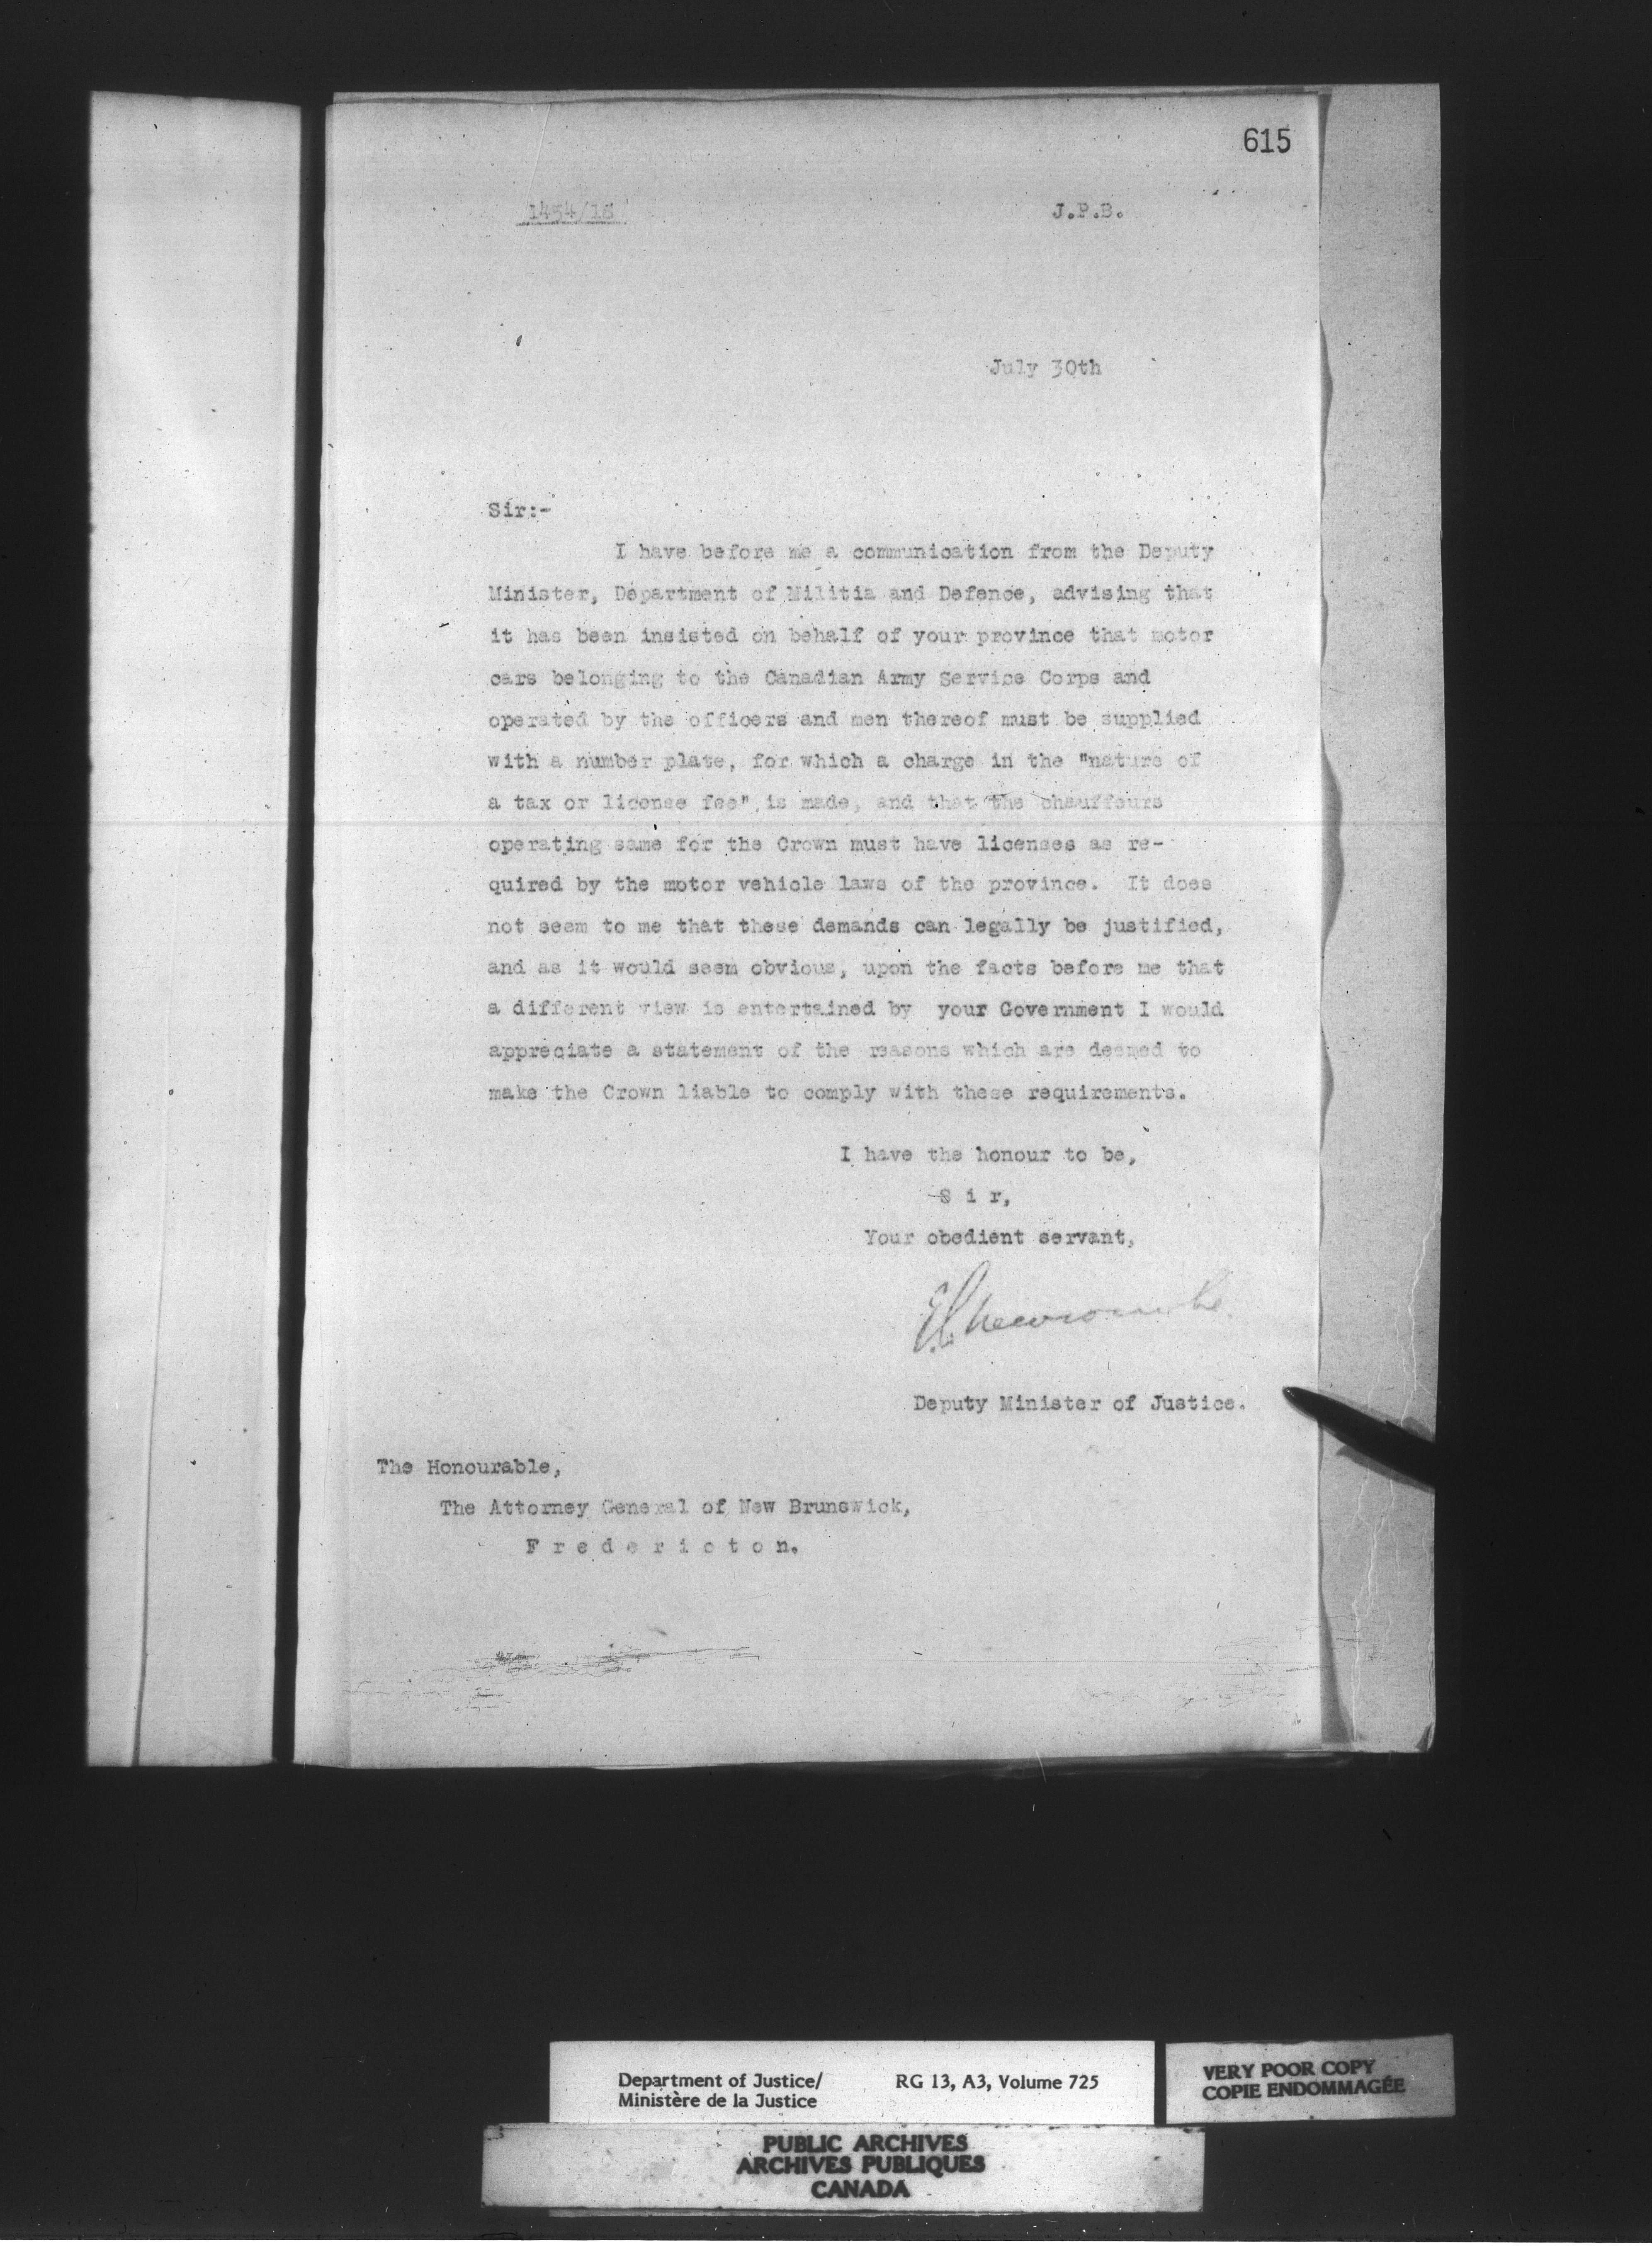 615
1454/18
J.P.B.
July 30th
Sir:-
I have before me a communication from the Deputy
Minister, Department of Militia and Defence, advising that
it has been insisted on behalf of your province that motor
cars belonging to the Canadian Army Service Corps and
operated by the officers and men thereof must be supplied
with a number plate, for which a charge in the "nature of
a tax or license fee" is made, and that the chauffeurs
operating same for the Crown must have licenses as re-
quired by the motor vehicle laws of the province. It does
not seem to me that these demands can legally be justified,
and as it would seem obvious, upon the facts before me that
a different view is entertained by your Government I would
appreciate a statement of the reasons which are deemed to
make the Crown liable to comply with these requirements.
I have the honour to be,
S i r,
Your obedient servant,
E.L. Newcombe
Deputy Minister of Justice.
The Honourable,
The Attorney General of New Brunswick,
F r e d e r i c t o n.
Department of Justice/
Ministère de la Justice
RG 13, A3, Volume 725
VERY POOR COPY
COPIE ENDOMMAGÉE
PUBLIC ARCHIVES
ARCHIVES PUBLIQUES
CANADA